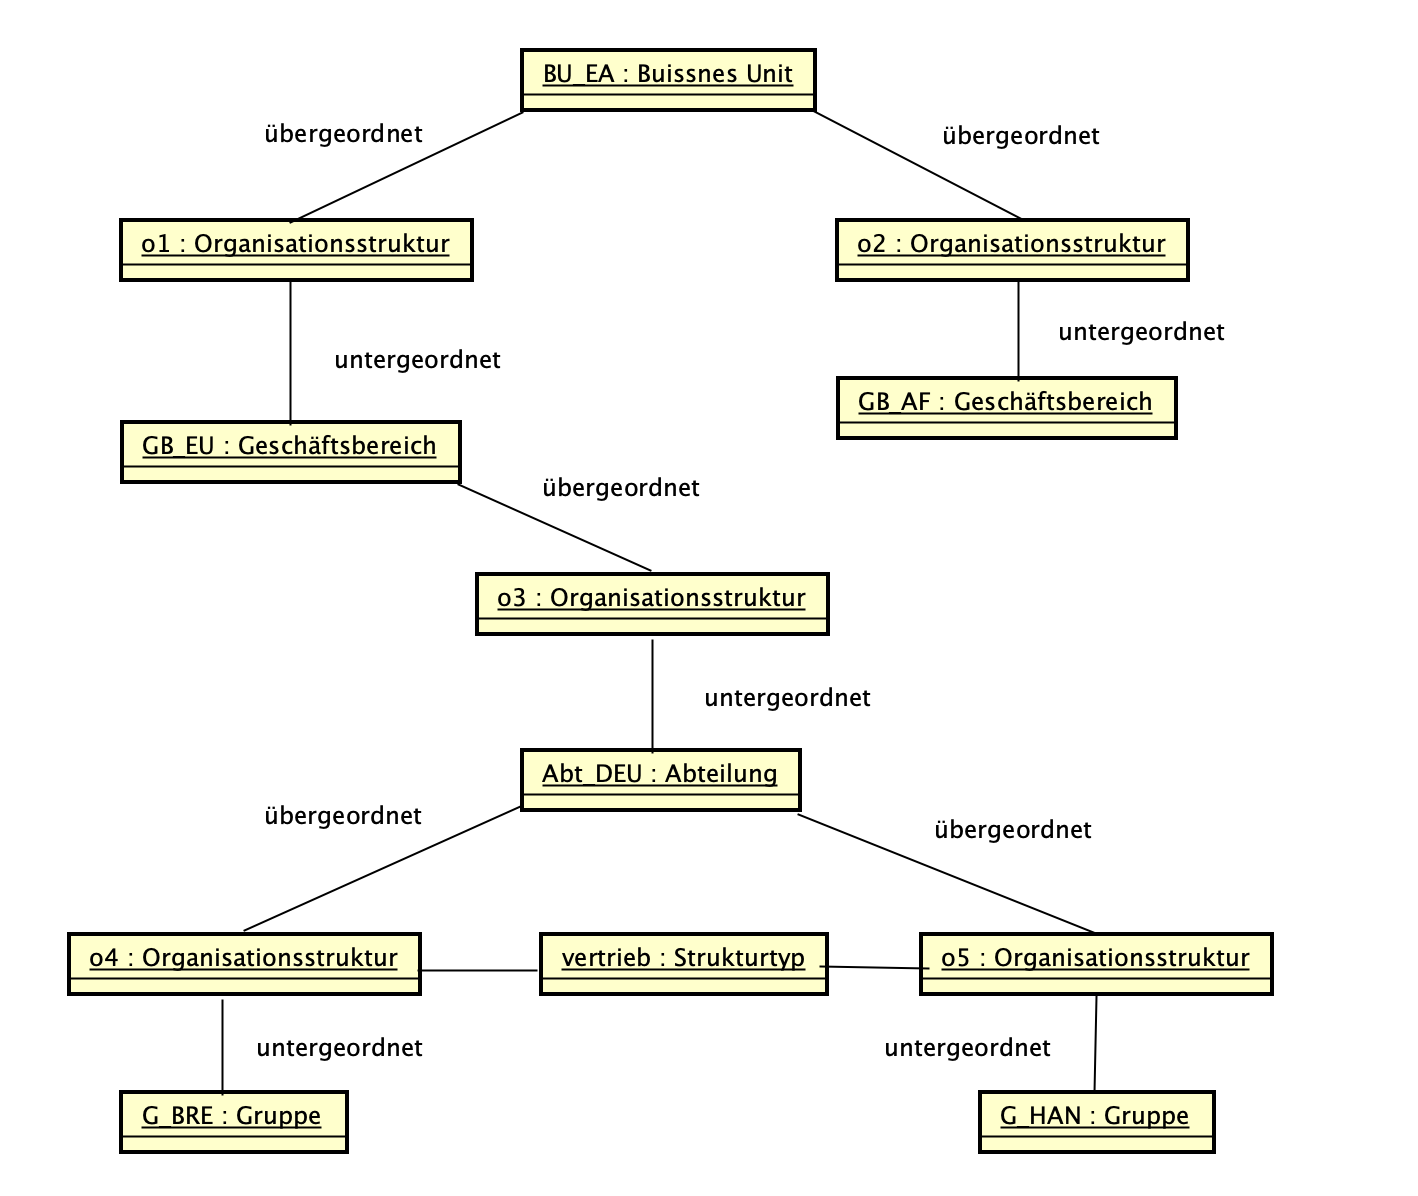 BU_EA : Buissnes Unit
übergeordnet
übergeordnet
o1 : Organisationsstruktur
o2 : Organisationsstruktur
untergeordnet
untergeordnet
GB_AF : Geschäftsbereich
GB_EU : Geschäftsbereich
übergeordnet
o3 : Organisationsstruktur
untergeordnet
Abt_DEU : Abteilung
übergeordnet
übergeordnet
o4 : Organisationsstruktur
vertrieb : Strukturtyp
o5 : Organisationsstruktur
untergeordnet
untergeordnet
G_BRE : Gruppe
G_HAN : Gruppe